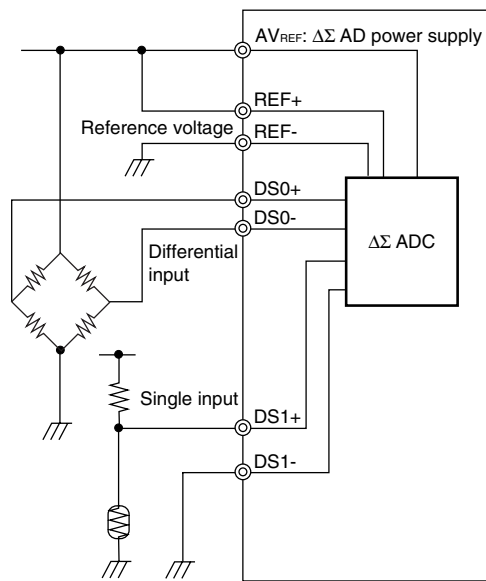 AVREF: ΔΣ AD power supply
REF+
Reference voltage
REF-
DS0+
DS0-
ΔΣ ADC
Differential
input
Single input
DS1+
DS1-